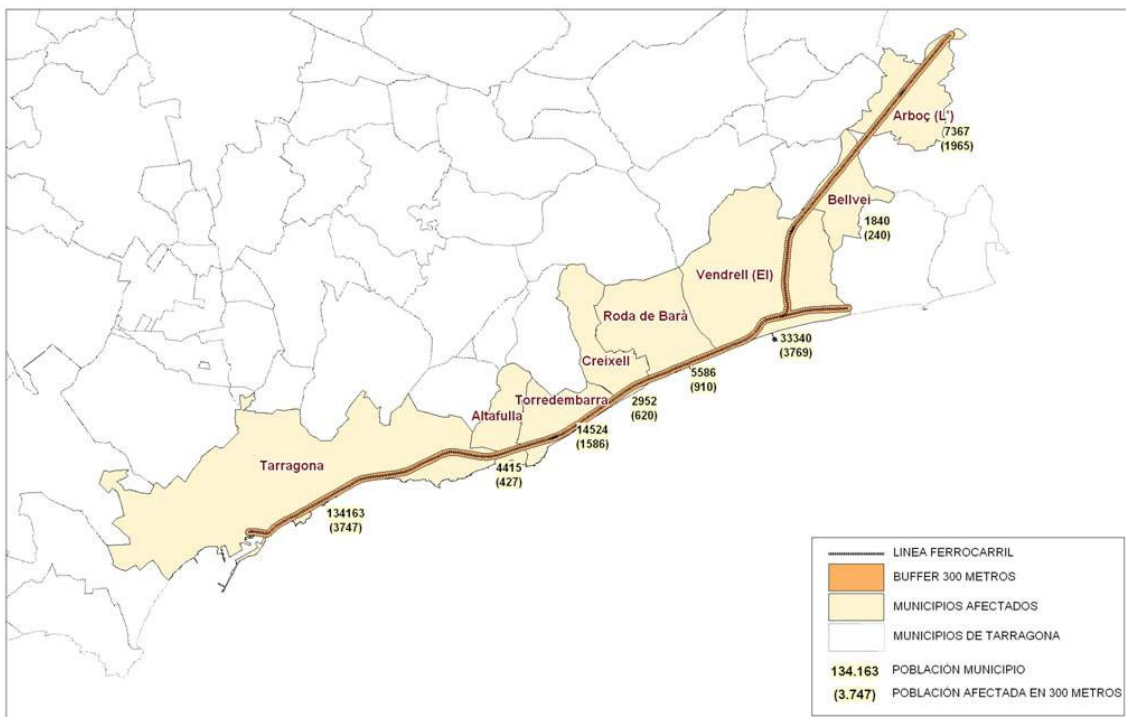 Arboç (L')
7367
(1965)
Bellvei
1840
(240)
Vendrell (El)
33340
(3769)
Roda de Barà
5586
(910)
Creixell
2952
(620)
Torredembarra
14524
(1586)
Altafulla
4415
(427)
Tarragona
134163
(3747)
LINEA FERROCARRIL
BUFFER 300 METROS
MUNICIPIOS AFECTADOS
MUNICIPIOS DE TARRAGONA
134.163 POBLACIÓN MUNICIPIO
(3.747) POBLACIÓN AFECTADA EN 300 METROS